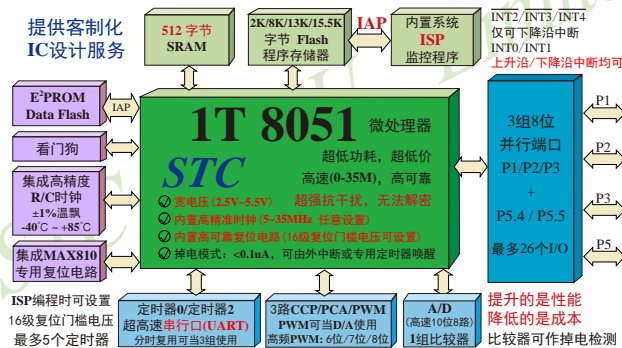 提供客制化
IC设计服务
512 字节
SRAM
2K/8K/13K/15.5K
字节 Flash
程序存储器
IAP
内置系统
ISP
监控程序
INT2/INT3/INT4
仅可下降沿中断
INT0/INT1
上升沿/下降沿中断均可
E²PROM
Data Flash
IAP
看门狗
集成高精度
R/C时钟
±1%温飘
-40℃ ~ +85℃
集成MAX810
专用复位电路
1T 8051 微处理器
STC
超低功耗，超低价
高速(0-35M)，高可靠
宽电压(2.5V~5.5V) 超强抗干扰，无法解密
内置高精准时钟(5~35MHz 任意设置)
内置高可靠复位电路(16级复位门槛电压可设置)
掉电模式：<0.1uA，可由外中断或专用定时器唤醒
3组8位
并行端口
P1/P2/P3
+
P5.4 / P5.5
最多26个I/O
P1
P2
P3
P5
ISP编程时可设置
16级复位门槛电压
最多5个定时器
定时器0/定时器2
超高速串行口(UART)
分时复用可当3组使用
3路CCP/PCA/PWM
PWM可当D/A使用
高频PWM: 6位/7位/8位
A/D
(高速10位8路)
1组比较器
提升的是性能
降低的是成本
比较器可作掉电检测